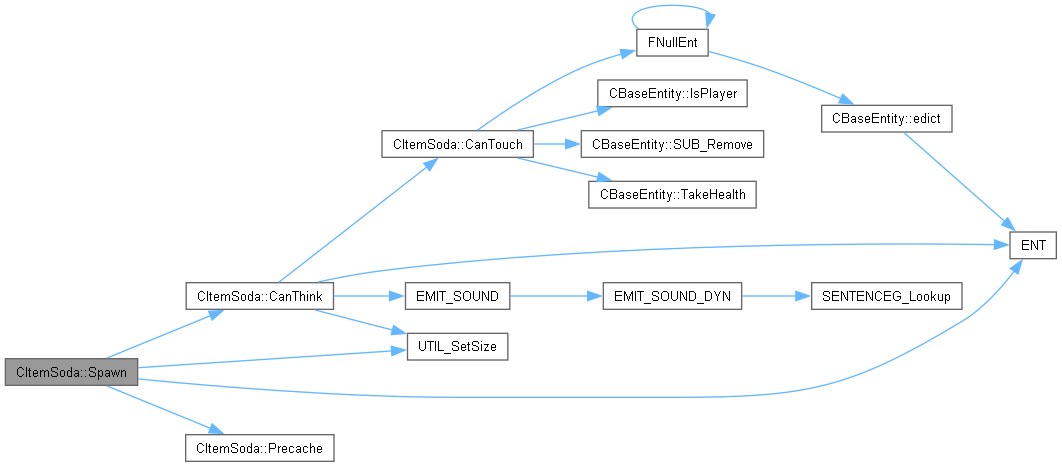 FNullEnt
CBaseEntity::IsPlayer
CBaseEntity::edict
CItemSoda::CanTouch
CBaseEntity::SUB_Remove
CBaseEntity::TakeHealth
ENT
CItemSoda::CanThink
EMIT_SOUND
EMIT_SOUND_DYN
SENTENCEG_Lookup
UTIL_SetSize
CItemSoda::Spawn
CItemSoda::Precache